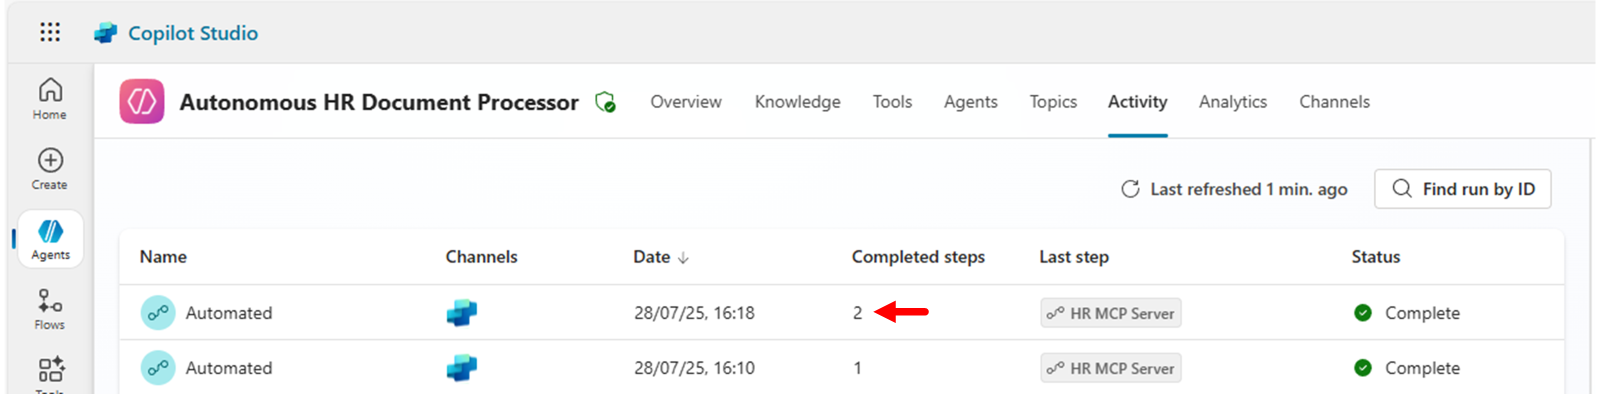 Copilot Studio
Home
Create
Agents
Flows
Tools
Autonomous HR Document Processor
Overview Knowledge Tools Agents Topics Activity Analytics Channels
Last refreshed 1 min. ago Find run by ID
Name Channels Date ↓ Completed steps Last step Status
Automated 28/07/25, 16:18 2 HR MCP Server Complete
Automated 28/07/25, 16:10 1 HR MCP Server Complete